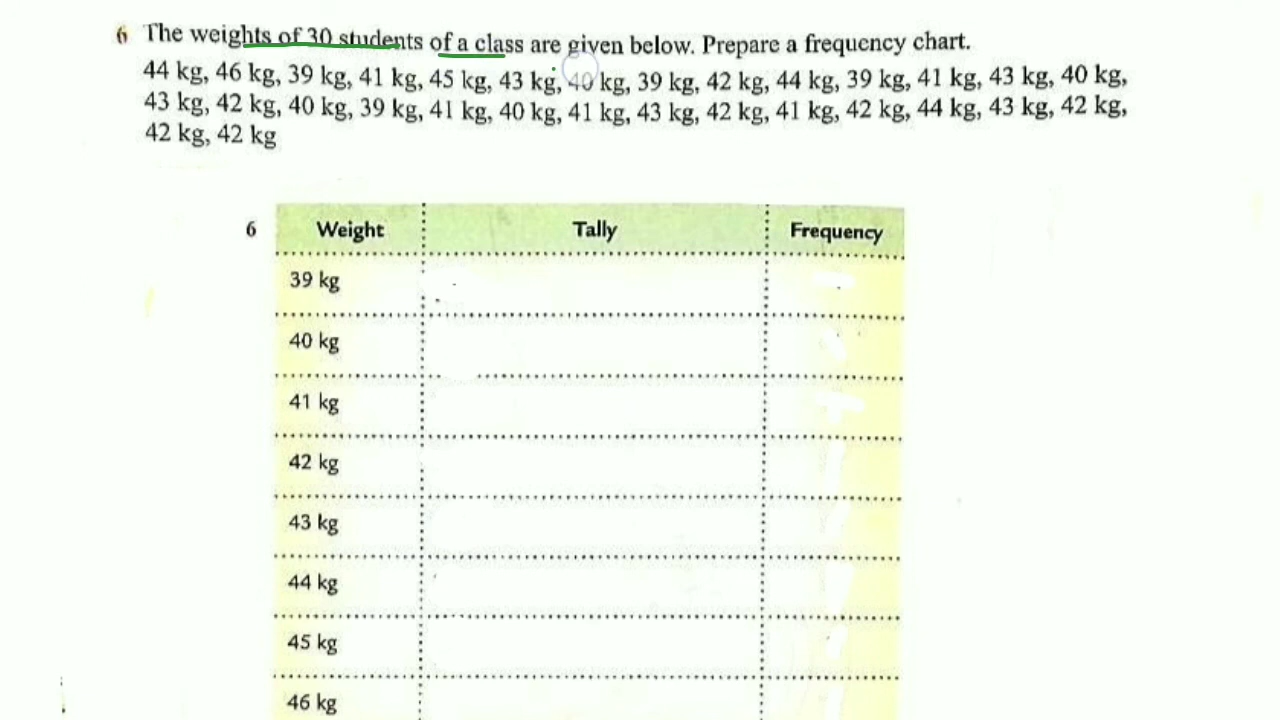 6 The weights of 30 students of a class are given below. Prepare a frequency chart.
44 kg, 46 kg, 39 kg, 41 kg, 45 kg, 43 kg, 40 kg, 39 kg, 42 kg, 44 kg, 39 kg, 41 kg, 43 kg, 40 kg,
43 kg, 42 kg, 40 kg, 39 kg, 41 kg, 40 kg, 41 kg, 43 kg, 42 kg, 41 kg, 42 kg, 44 kg, 43 kg, 42 kg,
42 kg, 42 kg
6 Weight Tally Frequency
39 kg
40 kg
41 kg
42 kg
43 kg
44 kg
45 kg
46 kg